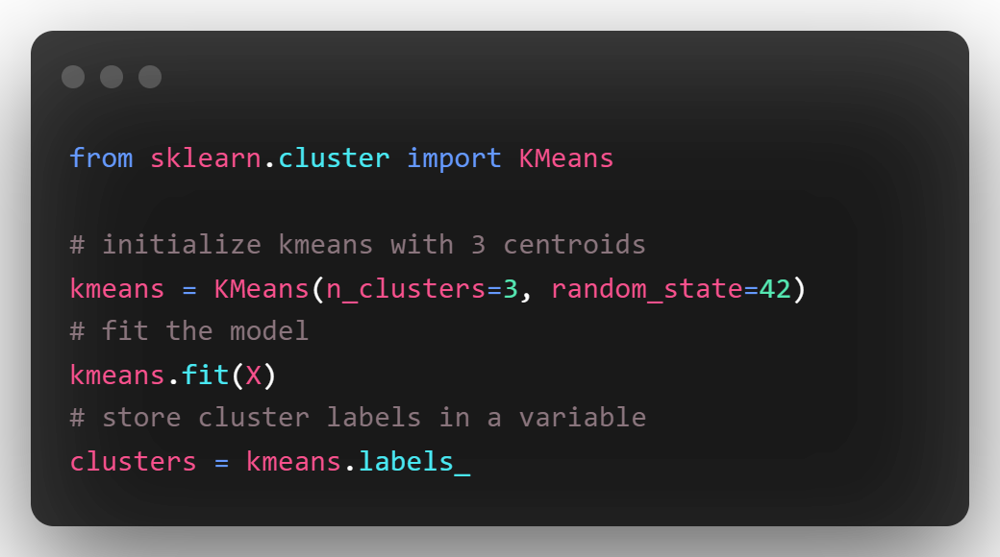 from sklearn.cluster import KMeans
# initialize kmeans with 3 centroids
kmeans = KMeans(n_clusters=3, random_state=42)
# fit the model
kmeans.fit(X)
# store cluster labels in a variable
clusters = kmeans.labels_